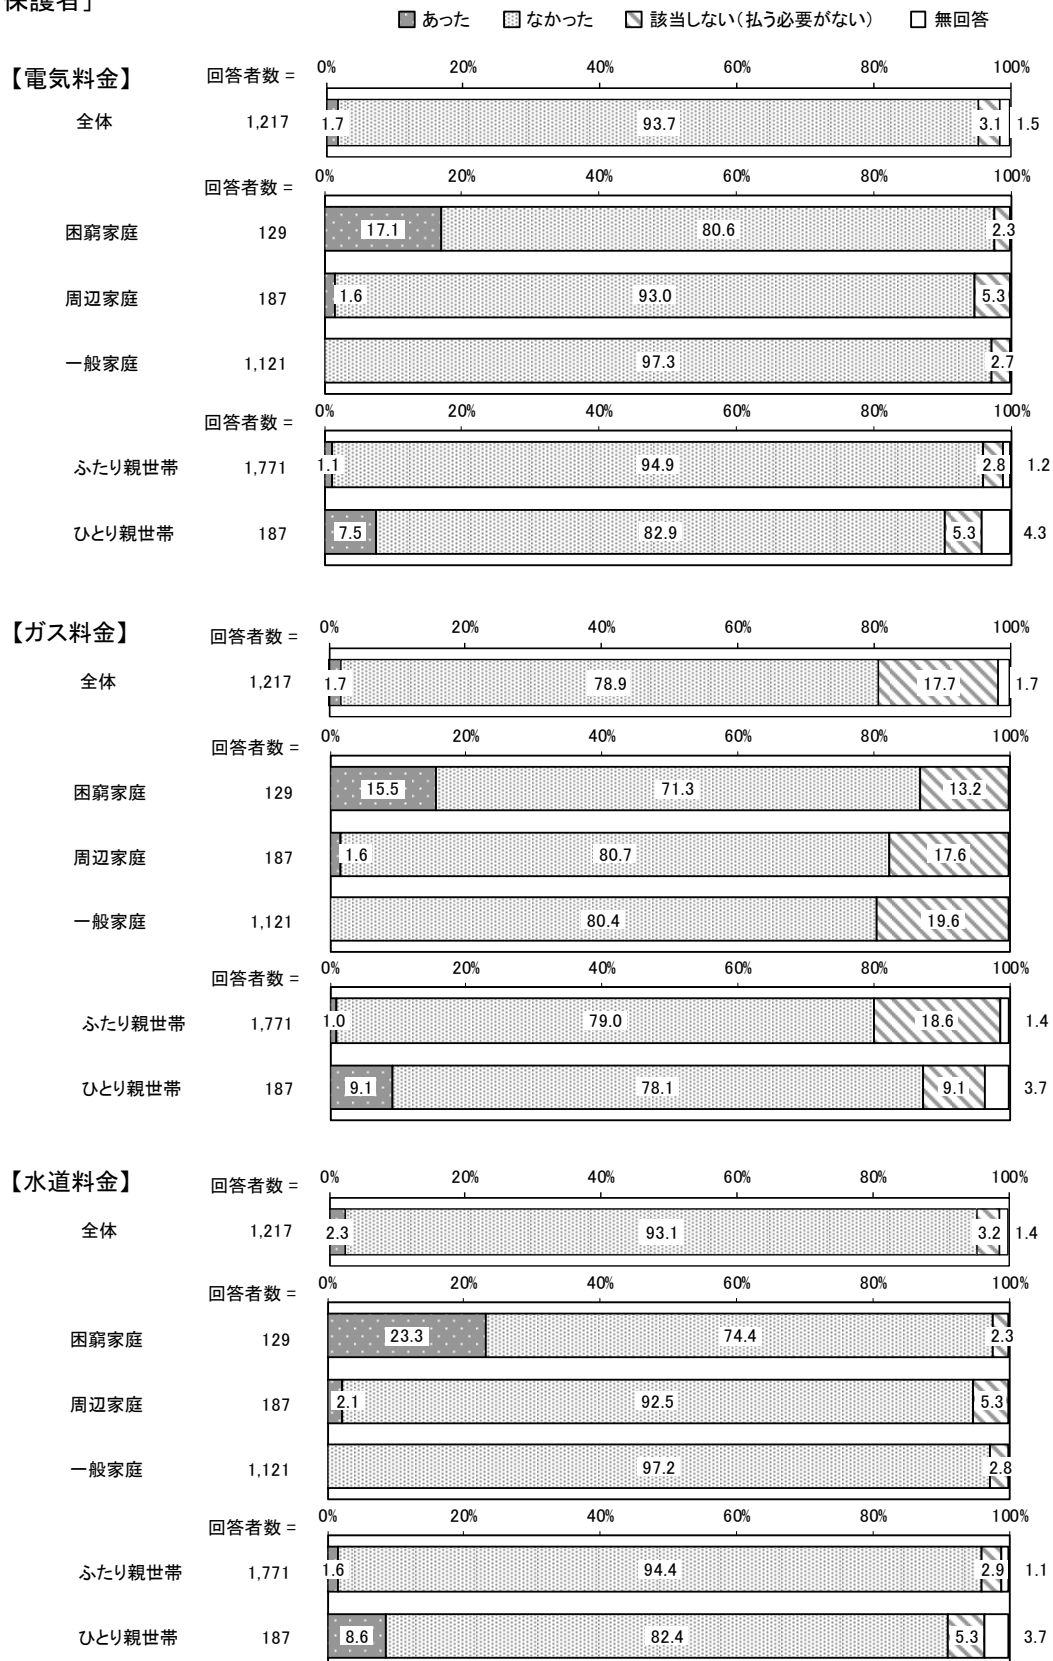 保護者」
あった なかった 該当しない（払う必要がない） 無回答
【電気料金】 回答者数 = 0% 20% 40% 60% 80% 100%
全体 1,217 1.7 93.7 3.1 1.5
回答者数 = 0% 20% 40% 60% 80% 100%
困窮家庭 129 17.1 80.6 2.3
周辺家庭 187 1.6 93.0 5.3
一般家庭 1,121 97.3 2.7
回答者数 = 0% 20% 40% 60% 80% 100%
ふたり親世帯 1,771 1.1 94.9 2.8 1.2
ひとり親世帯 187 7.5 82.9 5.3 4.3
【ガス料金】 回答者数 = 0% 20% 40% 60% 80% 100%
全体 1,217 1.7 78.9 17.7 1.7
回答者数 = 0% 20% 40% 60% 80% 100%
困窮家庭 129 15.5 71.3 13.2
周辺家庭 187 1.6 80.7 17.6
一般家庭 1,121 80.4 19.6
回答者数 = 0% 20% 40% 60% 80% 100%
ふたり親世帯 1,771 1.0 79.0 18.6 1.4
ひとり親世帯 187 9.1 78.1 9.1 3.7
【水道料金】 回答者数 = 0% 20% 40% 60% 80% 100%
全体 1,217 2.3 93.1 3.2 1.4
回答者数 = 0% 20% 40% 60% 80% 100%
困窮家庭 129 23.3 74.4 2.3
周辺家庭 187 2.1 92.5 5.3
一般家庭 1,121 97.2 2.8
回答者数 = 0% 20% 40% 60% 80% 100%
ふたり親世帯 1,771 1.6 94.4 2.9 1.1
ひとり親世帯 187 8.6 82.4 5.3 3.7